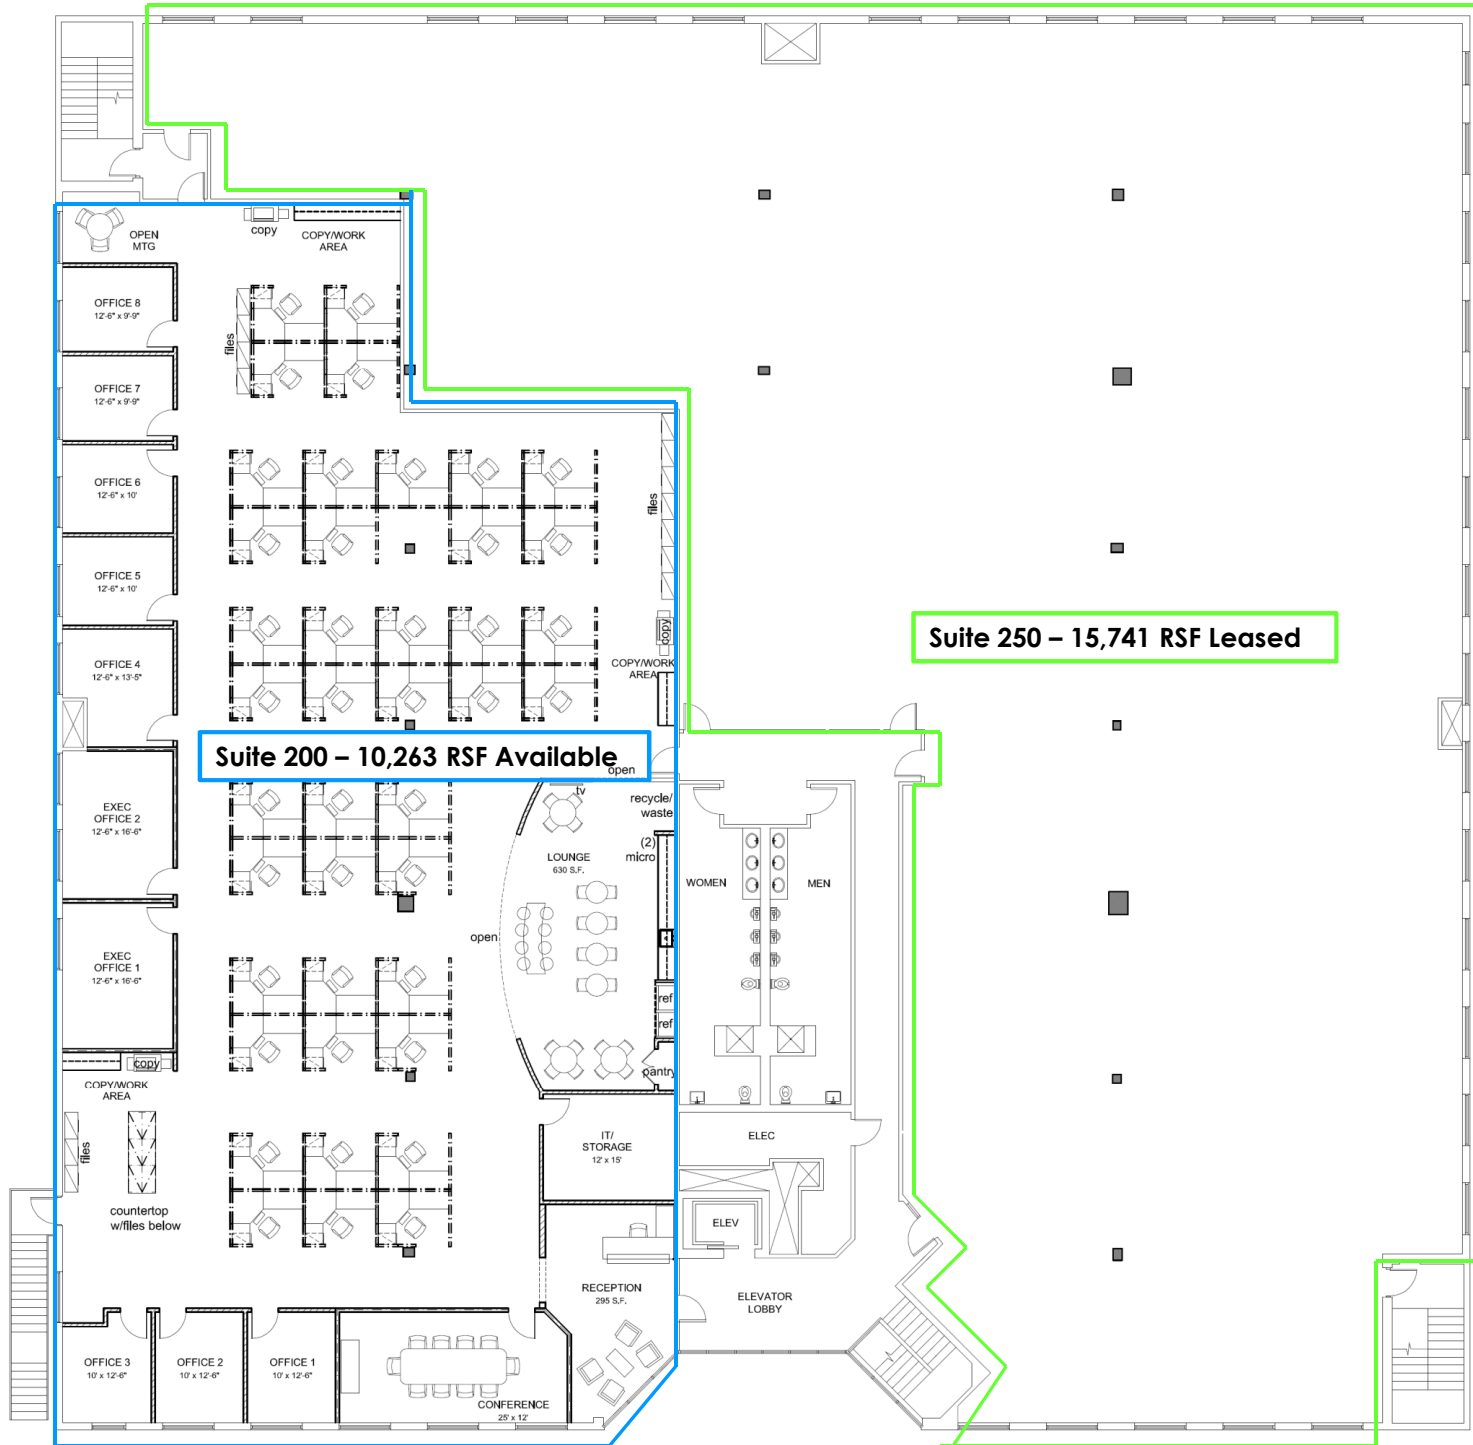 OPEN
MTG
copy
COPY/WORK
AREA
OFFICE 8
12'-6" x 9'-9"
files
OFFICE 7
12'-6" x 9'-9"
OFFICE 6
12'-6" x 10'
files
OFFICE 5
12'-6" x 10'
copy
Suite 250 – 15,741 RSF Leased
OFFICE 4
12'-6" x 13'-5"
COPY/WORK
AREA
Suite 200 – 10,263 RSF Available
open
tv
recycle/
waste
EXEC
OFFICE 2
12'-6" x 16'-6"
(2)
micro
LOUNGE
630 S.F.
WOMEN
MEN
open
EXEC
OFFICE 1
12'-6" x 16'-6"
ref
ref
copy
pantry
COPY/WORK
AREA
files
IT/
STORAGE
12' x 15'
ELEC
countertop
w/files below
ELEV
RECEPTION
295 S.F.
ELEVATOR
LOBBY
OFFICE 3
10' x 12'-6"
OFFICE 2
10' x 12'-6"
OFFICE 1
10' x 12'-6"
CONFERENCE
25' x 12'